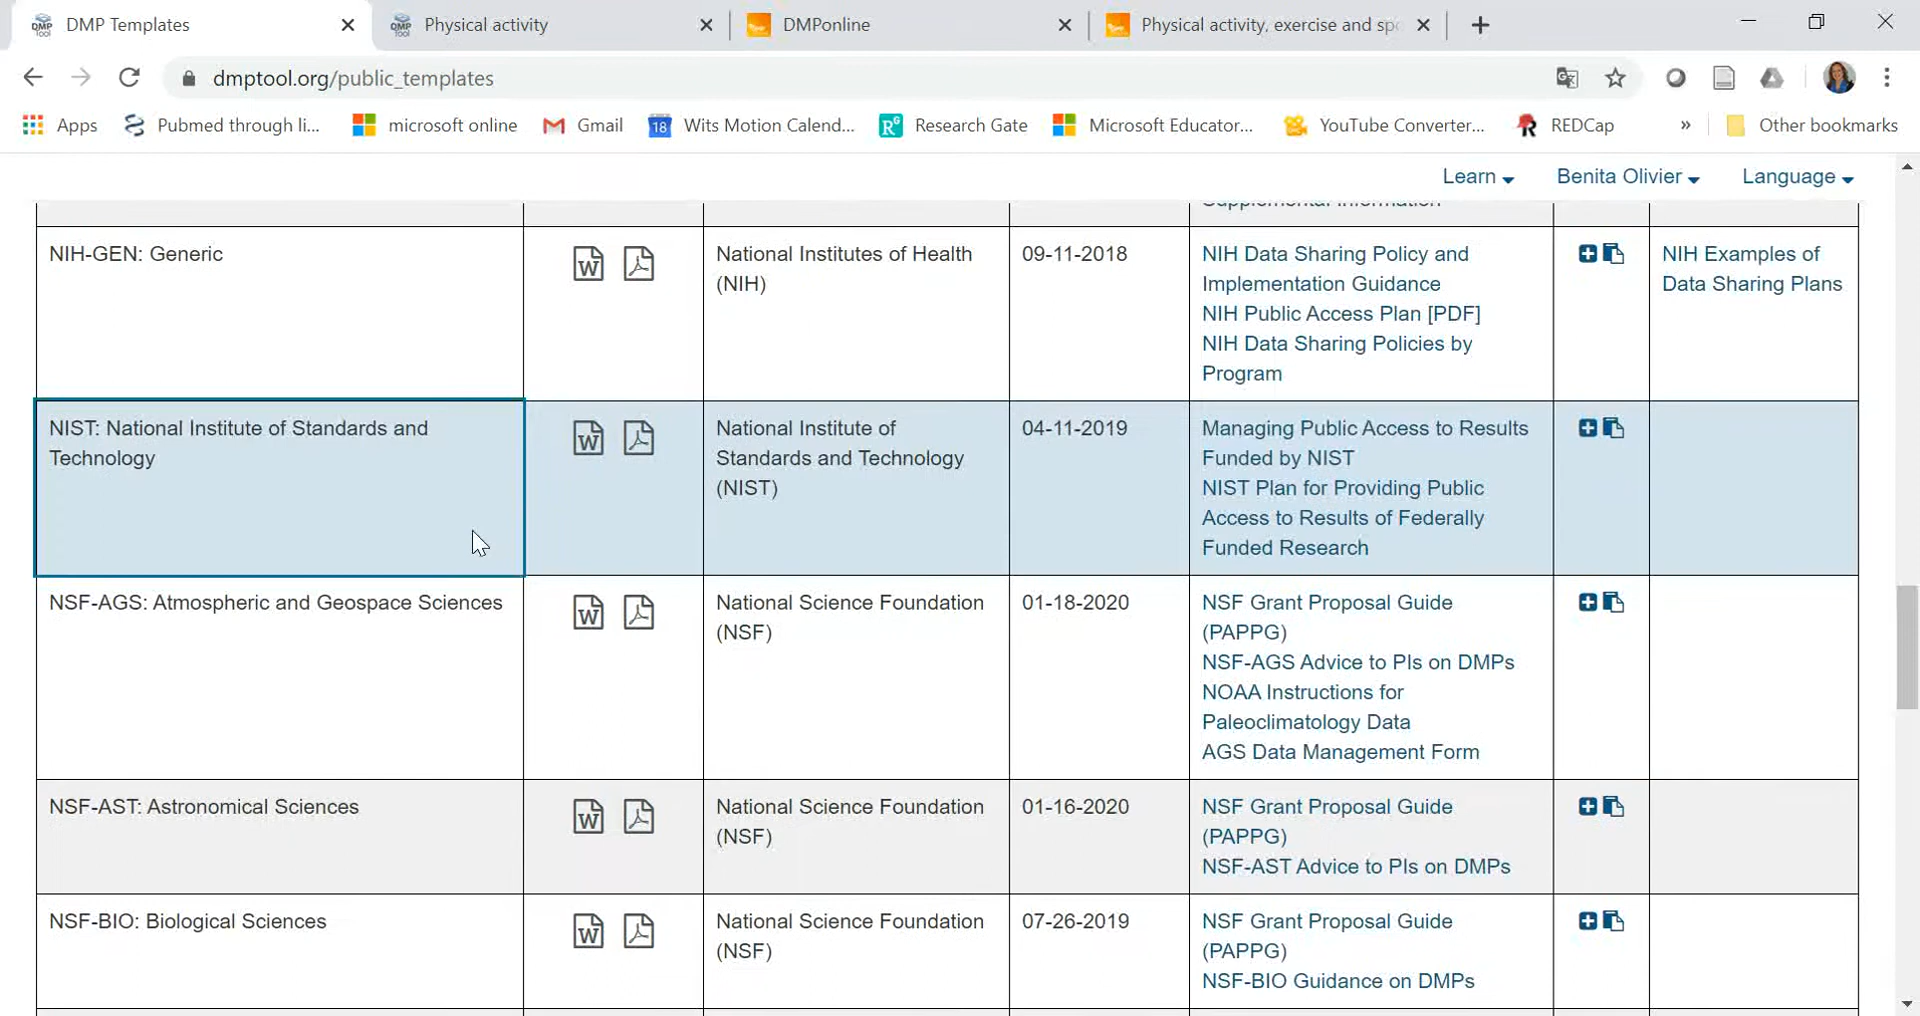 DMP Templates
Physical activity
DMPonline
Physical activity, exercise and spo
dmptool.org/public_templates
Apps
Pubmed through li...
microsoft online
Gmail
18 Wits Motion Calend...
Research Gate
Microsoft Educator...
YouTube Converter...
REDCap
»
Other bookmarks
Learn
Benita Olivier
Language
Supplemental Information
NIH-GEN: Generic
National Institutes of Health
(NIH)
09-11-2018
NIH Data Sharing Policy and
Implementation Guidance
NIH Public Access Plan [PDF]
NIH Data Sharing Policies by
Program
NIH Examples of
Data Sharing Plans
NIST: National Institute of Standards and
Technology
National Institute of
Standards and Technology
(NIST)
04-11-2019
Managing Public Access to Results
Funded by NIST
NIST Plan for Providing Public
Access to Results of Federally
Funded Research
NSF-AGS: Atmospheric and Geospace Sciences
National Science Foundation
(NSF)
01-18-2020
NSF Grant Proposal Guide
(PAPPG)
NSF-AGS Advice to PIs on DMPs
NOAA Instructions for
Paleoclimatology Data
AGS Data Management Form
NSF-AST: Astronomical Sciences
National Science Foundation
(NSF)
01-16-2020
NSF Grant Proposal Guide
(PAPPG)
NSF-AST Advice to PIs on DMPs
NSF-BIO: Biological Sciences
National Science Foundation
(NSF)
07-26-2019
NSF Grant Proposal Guide
(PAPPG)
NSF-BIO Guidance on DMPs